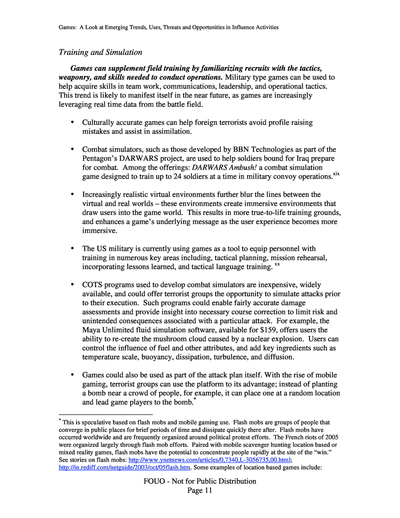 Games: A Look at Emerging Trends, Uses, Threats and Opportunities in Influence Activities
Training and Simulation
Games can supplement field training by familiarizing recruits with the tactics,
weaponry, and skills needed to conduct operations. Military type games can be used to
help acquire skills in team work, communications, leadership, and operational tactics.
This trend is likely to manifest itself in the near future, as games are increasingly
leveraging real time data from the battle field.
• Culturally accurate games can help foreign terrorists avoid profile raising
mistakes and assist in assimilation.
• Combat simulators, such as those developed by BBN Technologies as part of the
Pentagon's DARWARS project, are used to help soldiers bound for Iraq prepare
for combat. Among the offerings: DARWARS Ambush! a combat simulation
game designed to train up to 24 soldiers at a time in military convoy operations.xix
• Increasingly realistic virtual environments further blur the lines between the
virtual and real worlds – these environments create immersive environments that
draw users into the game world. This results in more true-to-life training grounds,
and enhances a game's underlying message as the user experience becomes more
immersive.
• The US military is currently using games as a tool to equip personnel with
training in numerous key areas including, tactical planning, mission rehearsal,
incorporating lessons learned, and tactical language training. xx
• COTS programs used to develop combat simulators are inexpensive, widely
available, and could offer terrorist groups the opportunity to simulate attacks prior
to their execution. Such programs could enable fairly accurate damage
assessments and provide insight into necessary course correction to limit risk and
unintended consequences associated with a particular attack. For example, the
Maya Unlimited fluid simulation software, available for $159, offers users the
ability to re-create the mushroom cloud caused by a nuclear explosion. Users can
control the influence of fuel and other attributes, and add key ingredients such as
temperature scale, buoyancy, dissipation, turbulence, and diffusion.
• Games could also be used as part of the attack plan itself. With the rise of mobile
gaming, terrorist groups can use the platform to its advantage; instead of planting
a bomb near a crowd of people, for example, it can place one at a random location
and lead game players to the bomb.*
* This is speculative based on flash mobs and mobile gaming use. Flash mobs are groups of people that
converge in public places for brief periods of time and dissipate quickly there after. Flash mobs have
occurred worldwide and are frequently organized around political protest efforts. The French riots of 2005
were organized largely through flash mob efforts. Paired with mobile scavenger hunting location based or
mixed reality games, flash mobs have the potential to concentrate people rapidly at the site of the "win."
See stories on flash mobs: http://www.ynetnews.com/articles/0,7340,L-3056735,00.html;
http://in.rediff.com/netguide/2003/oct/05flash.htm. Some examples of location based games include:
FOUO - Not for Public Distribution
Page 11